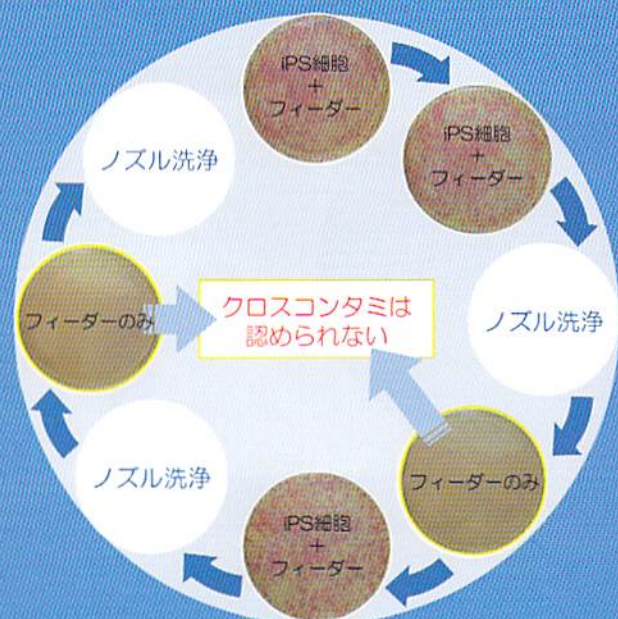 iPS細胞
+
フィーダー
iPS細胞
+
フィーダー
ノズル洗浄
フィーダーのみ
iPS細胞
+
フィーダー
ノズル洗浄
フィーダーのみ
ノズル洗浄
クロスコンタミは
認められない